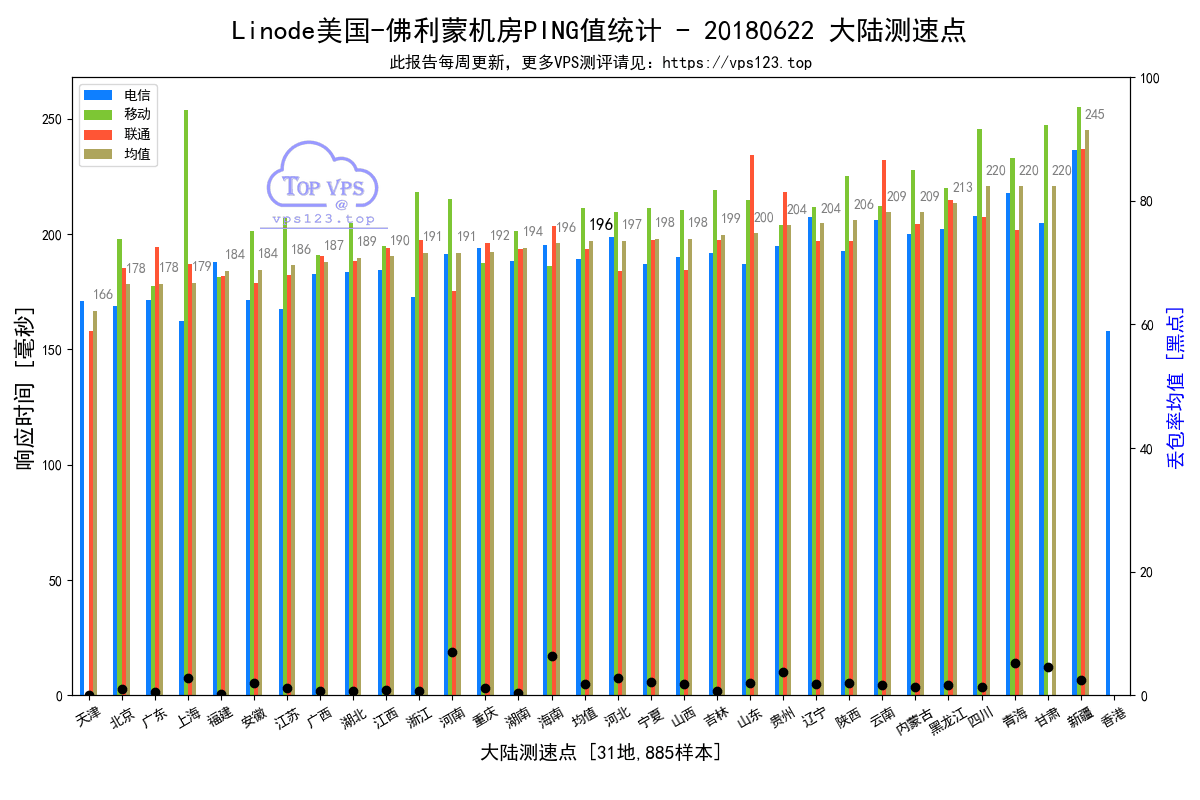 Linode美国-佛利蒙机房PING值统计 - 20180622 大陆测速点
此报告每周更新，更多VPS测评请见：https://vps123.top
电信
移动
联通
均值
TOP VPS
@
vps123.top
响应时间 [毫秒]
250
200
150
100
50
0
166
178
178
179
184
184
186
187
189
190
191
191
192
194
196
196
197
198
198
199
200
204
204
206
209
209
213
220
220
220
245
100
80
60
40
20
0
丢包率均值 [黑点]
天津
北京
广东
上海
福建
安徽
江苏
广西
湖北
江西
浙江
河南
重庆
湖南
海南
均值
河北
宁夏
山西
吉林
山东
贵州
辽宁
陕西
云南
内蒙古
黑龙江
四川
青海
甘肃
新疆
香港
大陆测速点 [31地,885样本]